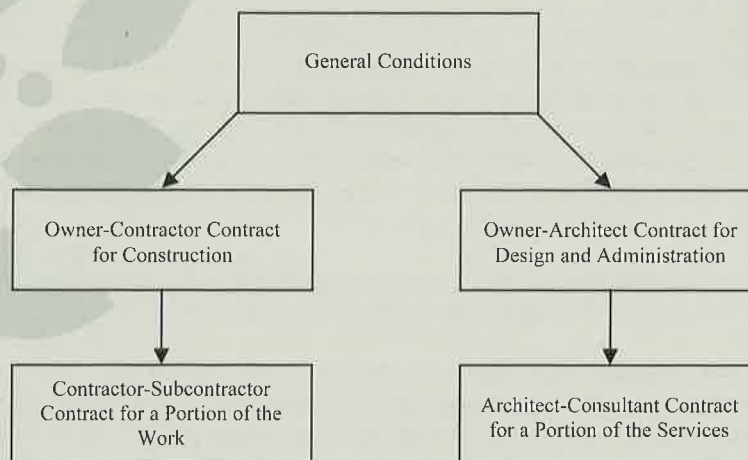 General Conditions
Owner-Contractor Contract
for Construction
Owner-Architect Contract for
Design and Administration
Contractor-Subcontractor
Contract for a Portion of the
Work
Architect-Consultant Contract
for a Portion of the Services